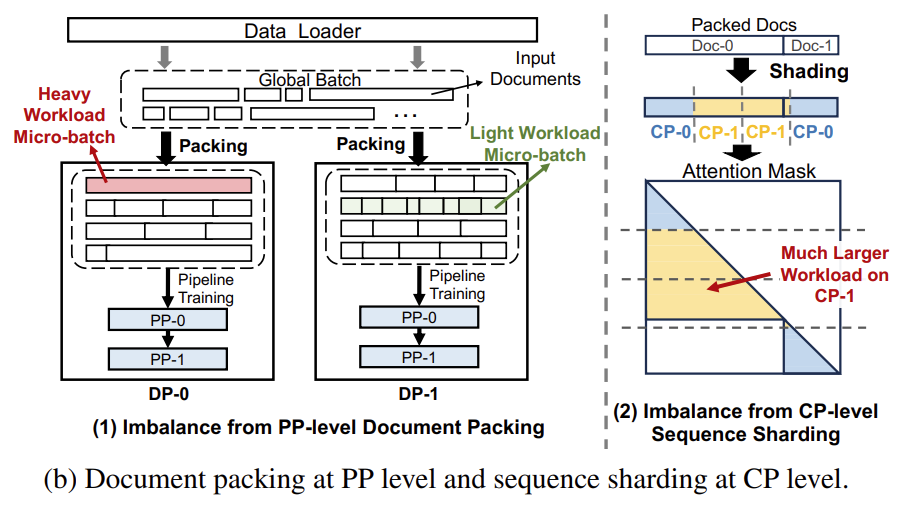 Data Loader
Global Batch
Input
Documents
...
Heavy
Workload
Micro-batch
Packing
Packing
Light Workload
Micro-batch
Pipeline
Training
PP-0
PP-1
DP-0
Pipeline
Training
PP-0
PP-1
DP-1
(1) Imbalance from PP-level Document Packing
Packed Docs
Doc-0 Doc-1
Shading
CP-0 CP-1 CP-1 CP-0
Attention Mask
Much Larger
Workload on
CP-1
(2) Imbalance from CP-level
Sequence Sharding
(b) Document packing at PP level and sequence sharding at CP level.